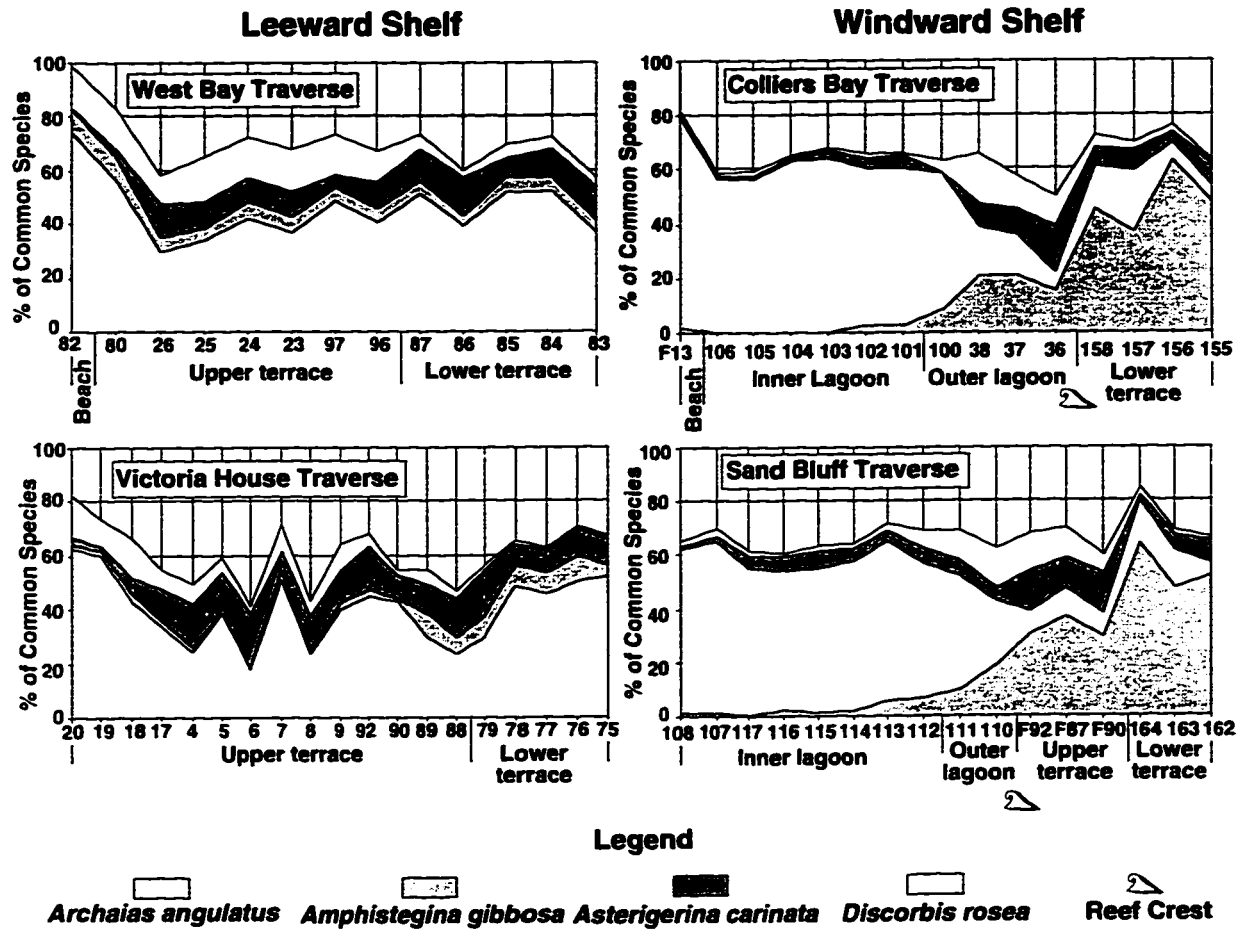 Leeward Shelf
Windward Shelf
West Bay Traverse
% of Common Species
100
80
60
40
20
0
82 80 26 25 24 23 97 96 87 86 85 84 83
Beach
Upper terrace
Lower terrace
Colliers Bay Traverse
% of Common Species
100
80
60
40
20
0
F13 106 105 104 103 102 101 100 38 37 36 158 157 156 155
Beach
Inner Lagoon
Outer lagoon
Lower
terrace
Victoria House Traverse
% of Common Species
100
80
60
40
20
0
20 19 18 17 4 5 6 7 8 9 92 90 89 88 79 78 77 76 75
Upper terrace
Lower
terrace
Sand Bluff Traverse
% of Common Species
100
80
60
40
20
0
108 107 117 116 115 114 113 112 111 110 F92 F87 F90 164 163 162
Inner lagoon
Outer
lagoon
Upper
terrace
Lower
terrace
Legend
Archaias angulatus Amphistegina gibbosa Asterigerina carinata Discorbis rosea Reef Crest